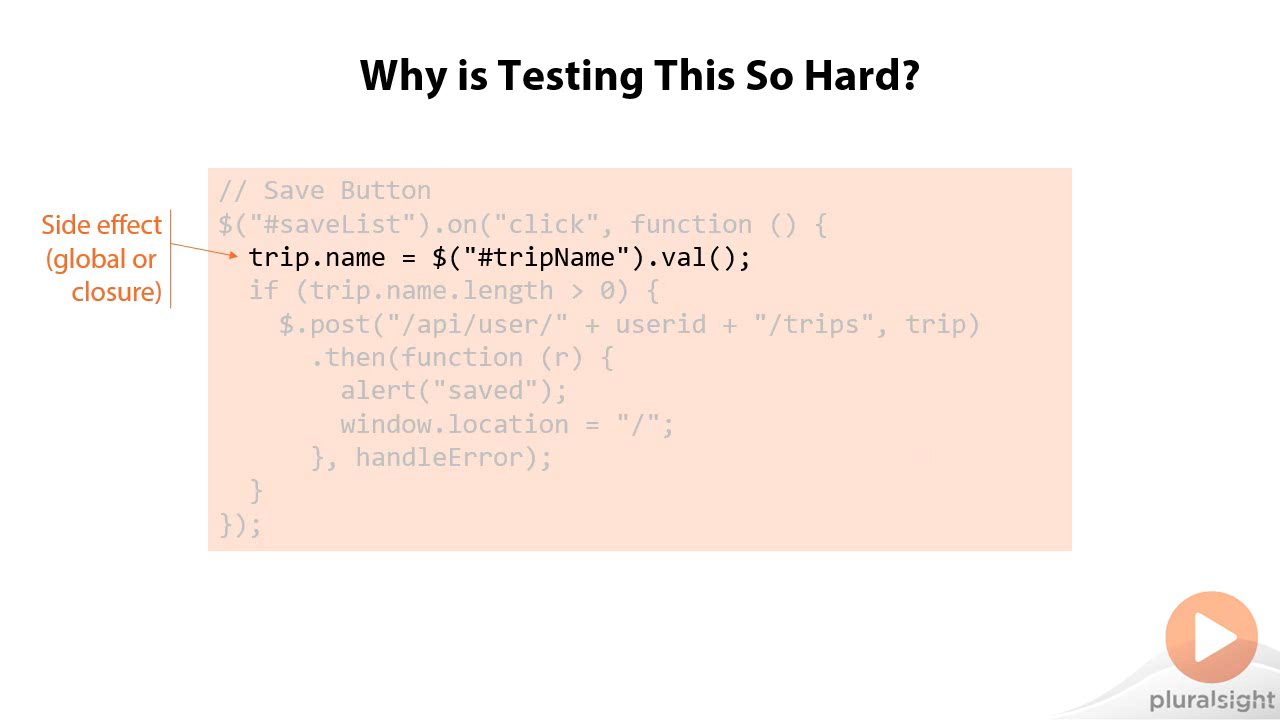 Why is Testing This So Hard?
Side effect
(global or
closure)
// Save Button
$("#saveList").on("click", function () {
  trip.name = $("#tripName").val();
  if (trip.name.length > 0) {
    $.post("/api/user/" + userid + "/trips", trip)
      .then(function (r) {
        alert("saved");
        window.location = "/";
      }, handleError);
  }
});
pluralsight